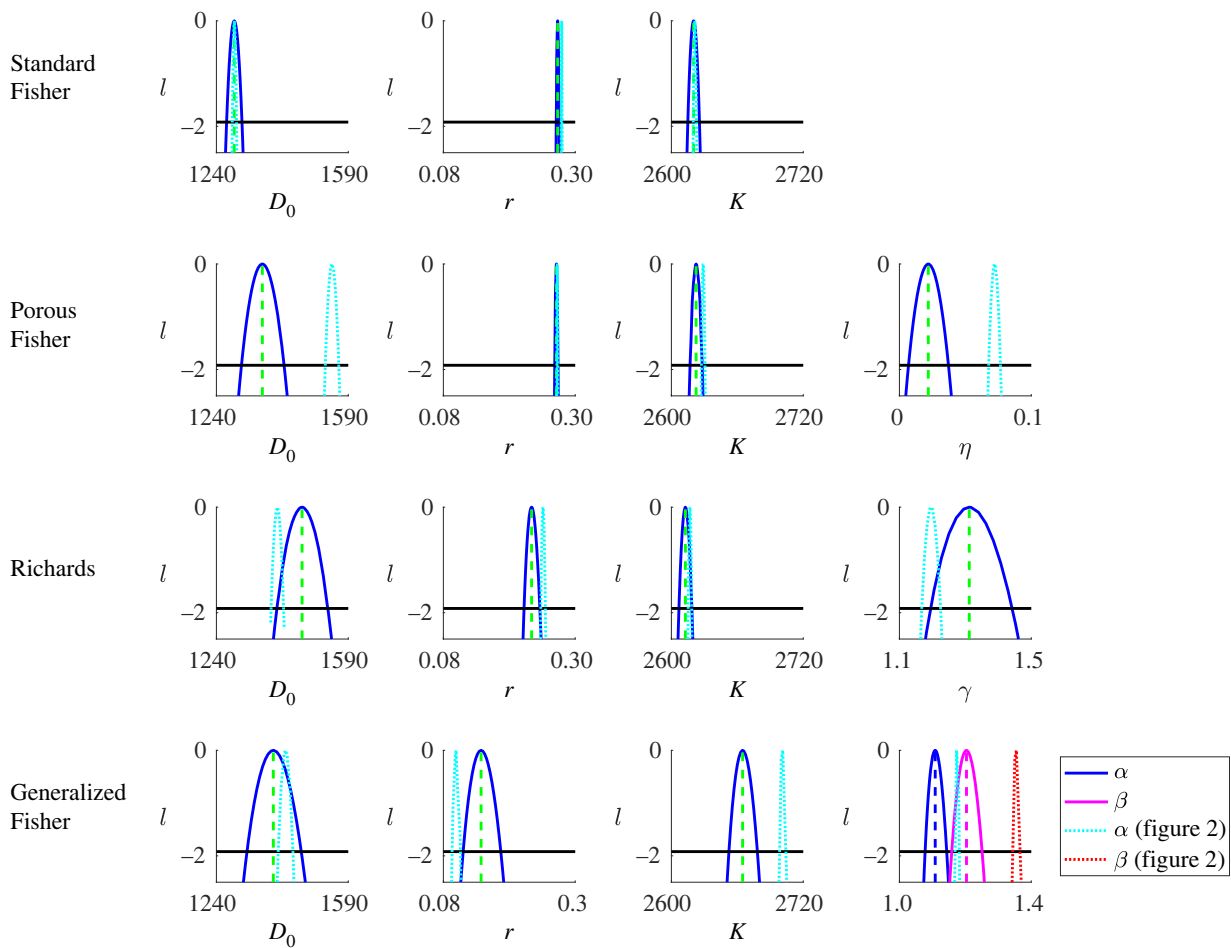 Standard
Fisher
l
0
–2
1240 1590
D0
l
0
–2
0.08 0.30
r
l
0
–2
2600 2720
K
Porous
Fisher
l
0
–2
1240 1590
D0
l
0
–2
0.08 0.30
r
l
0
–2
2600 2720
K
l
0
–2
0 0.1
η
Richards
l
0
–2
1240 1590
D0
l
0
–2
0.08 0.30
r
l
0
–2
2600 2720
K
l
0
–2
1.1 1.5
γ
Generalized
Fisher
l
0
–2
1240 1590
D0
l
0
–2
0.08 0.3
r
l
0
–2
2600 2720
K
l
0
–2
1.0 1.4
α
β
α (figure 2)
β (figure 2)